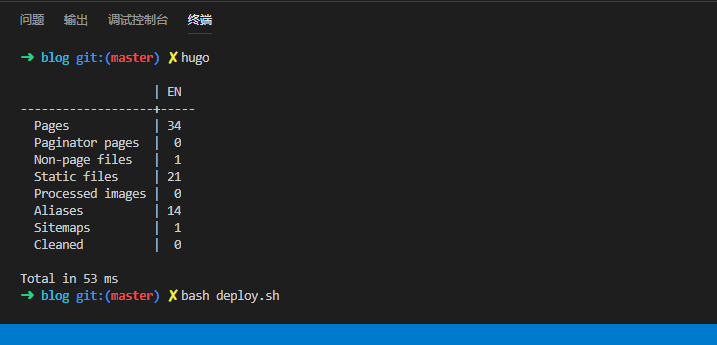 问题 输出 调试控制台 终端
➜ blog git:(master) ✗ hugo
                   | EN
-------------------+-----
  Pages            | 34
  Paginator pages  |  0
  Non-page files   |  1
  Static files     | 21
  Processed images |  0
  Aliases          | 14
  Sitemaps         |  1
  Cleaned          |  0
Total in 53 ms
➜ blog git:(master) ✗ bash deploy.sh